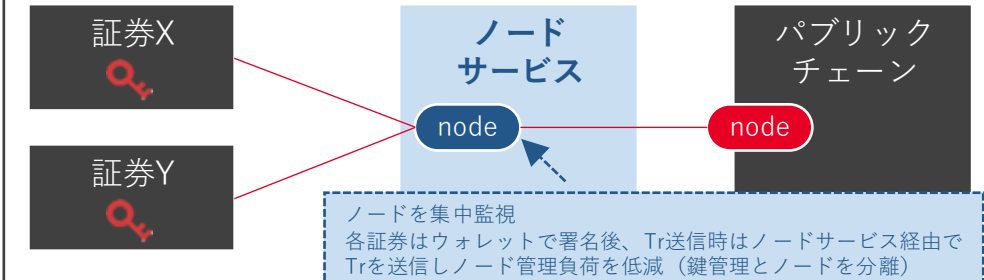 証券X
証券Y
ノード
サービス
node
パブリック
チェーン
node
ノードを集中監視
各証券はウォレットで署名後、Tr送信時はノードサービス経由で
Trを送信しノード管理負荷を低減（鍵管理とノードを分離）